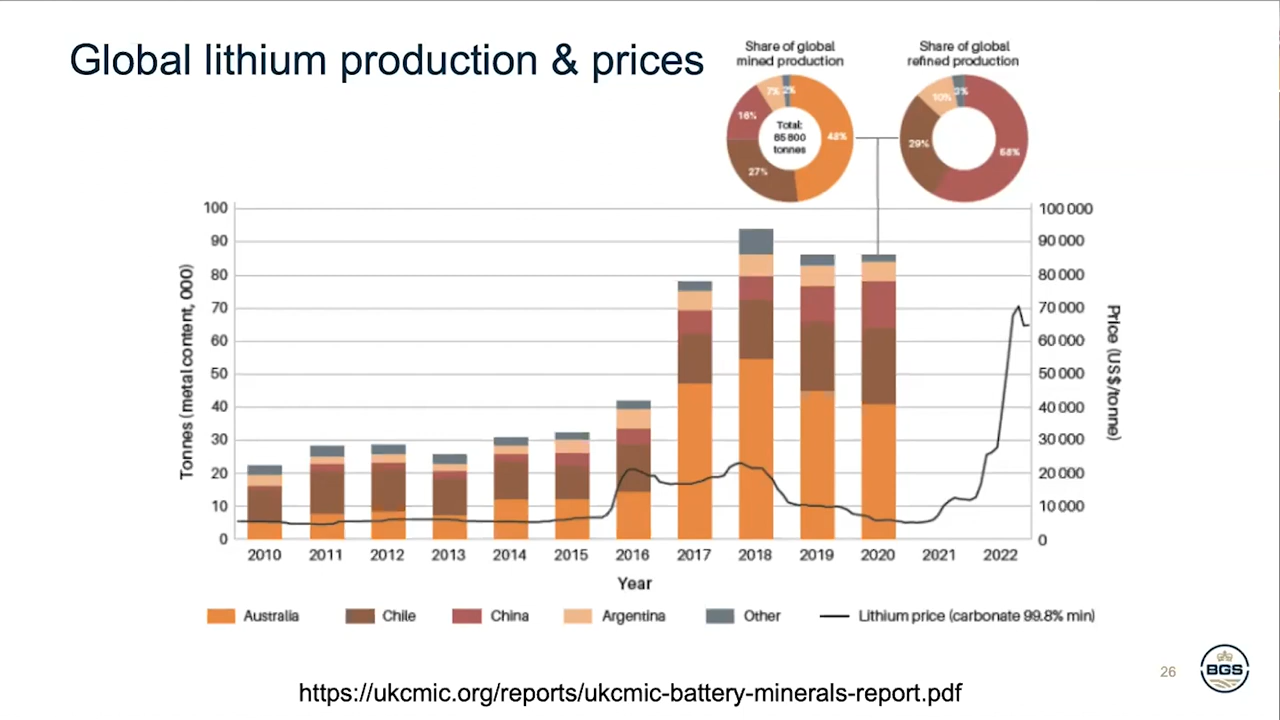 Global lithium production & prices
Share of global
mined production
Share of global
refined production
7%
2%
16%
Total:
85 800
tonnes
48%
27%
10%
3%
29%
58%
Tonnes (metal content, 000)
100
90
80
70
60
50
40
30
20
10
0
100 000
90 000
80 000
70 000
60 000
50 000
40 000
30 000
20 000
10 000
0
Price (US$/tonne)
2010 2011 2012 2013 2014 2015 2016 2017 2018 2019 2020 2021 2022
Year
Australia Chile China Argentina Other Lithium price (carbonate 99.8% min)
26
BGS
https://ukcmic.org/reports/ukcmic-battery-minerals-report.pdf